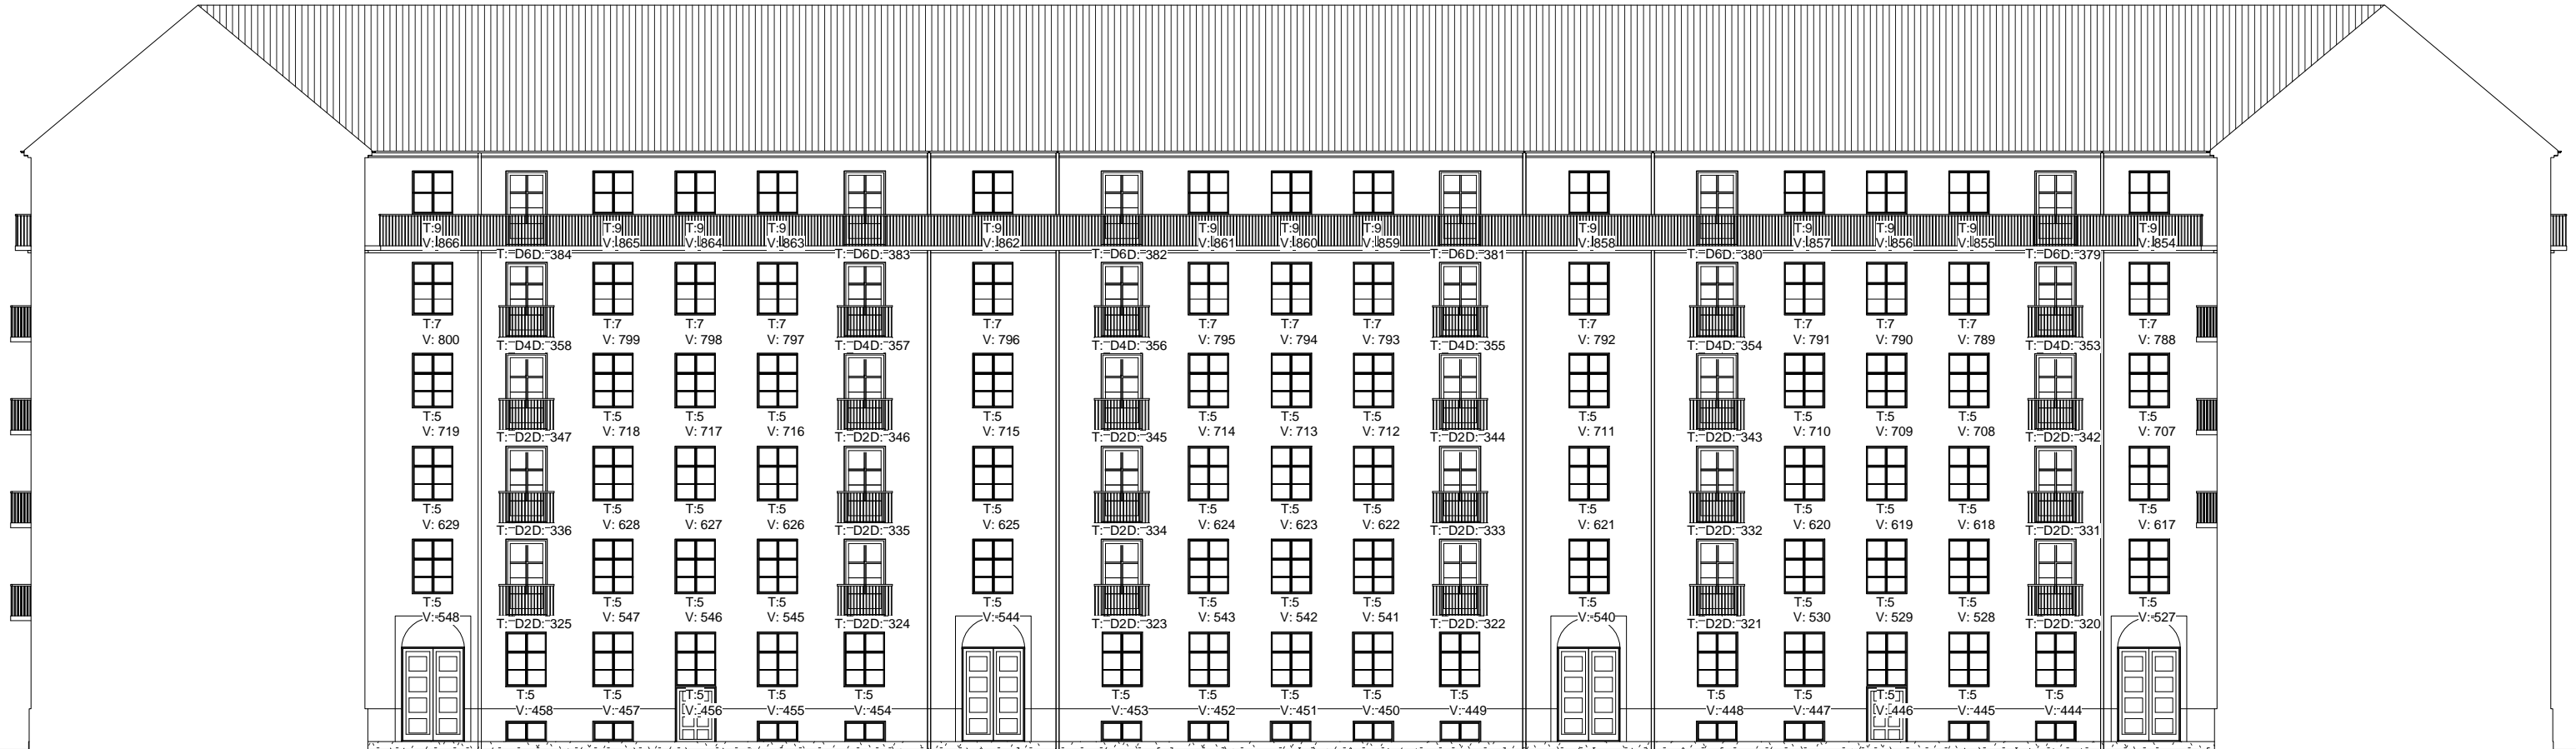 T:9
V: 866
T:9
V: 865
T:9
V: 864
T:9
V: 863
T:9
V: 862
T:9
V: 861
T:9
V: 860
T:9
V: 859
T:9
V: 858
T:9
V: 857
T:9
V: 856
T:9
V: 855
T:9
V: 854
T: D6D: 384
T: D6D: 383
T: D6D: 382
T: D6D: 381
T: D6D: 380
T: D6D: 379
T:7
V: 800
T:7
V: 799
T:7
V: 798
T:7
V: 797
T:7
V: 796
T:7
V: 795
T:7
V: 794
T:7
V: 793
T:7
V: 792
T:7
V: 791
T:7
V: 790
T:7
V: 789
T:7
V: 788
T: D4D: 358
T: D4D: 357
T: D4D: 356
T: D4D: 355
T: D4D: 354
T: D4D: 353
T:5
V: 719
T:5
V: 718
T:5
V: 717
T:5
V: 716
T:5
V: 715
T:5
V: 714
T:5
V: 713
T:5
V: 712
T:5
V: 711
T:5
V: 710
T:5
V: 709
T:5
V: 708
T:5
V: 707
T: D2D: 347
T: D2D: 346
T: D2D: 345
T: D2D: 344
T: D2D: 343
T: D2D: 342
T:5
V: 629
T:5
V: 628
T:5
V: 627
T:5
V: 626
T:5
V: 625
T:5
V: 624
T:5
V: 623
T:5
V: 622
T:5
V: 621
T:5
V: 620
T:5
V: 619
T:5
V: 618
T:5
V: 617
T: D2D: 336
T: D2D: 335
T: D2D: 334
T: D2D: 333
T: D2D: 332
T: D2D: 331
T:5
V: 548
T:5
V: 547
T:5
V: 546
T:5
V: 545
T:5
V: 544
T:5
V: 543
T:5
V: 542
T:5
V: 541
T:5
V: 540
T:5
V: 530
T:5
V: 529
T:5
V: 528
T:5
V: 527
T: D2D: 325
T: D2D: 324
T: D2D: 323
T: D2D: 322
T: D2D: 321
T: D2D: 320
T:5
V: 458
T:5
V: 457
T:5
V: 456
T:5
V: 455
T:5
V: 454
T:5
V: 453
T:5
V: 452
T:5
V: 451
T:5
V: 450
T:5
V: 449
T:5
V: 448
T:5
V: 447
T:5
V: 446
T:5
V: 445
T:5
V: 444